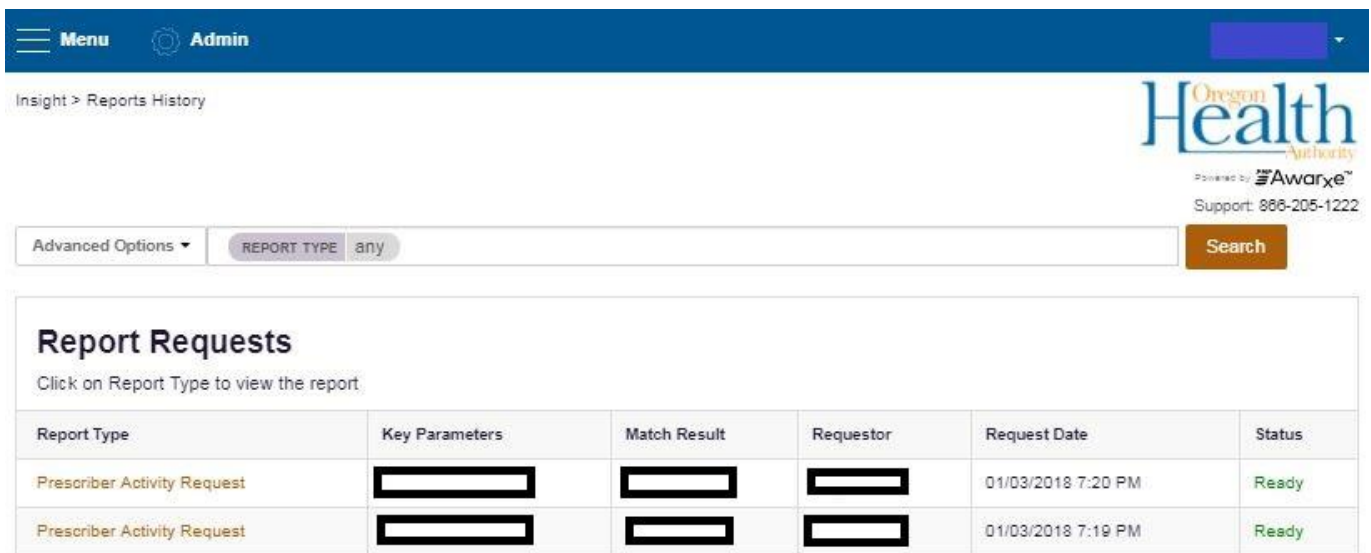 Menu Admin
Insight > Reports History
Oregon
Health
Authority
Powered by Awarxe™
Support: 866-205-1222
Advanced Options REPORT TYPE any Search
Report Requests
Click on Report Type to view the report
Report Type Key Parameters Match Result Requestor Request Date Status
Prescriber Activity Request 01/03/2018 7:20 PM Ready
Prescriber Activity Request 01/03/2018 7:19 PM Ready